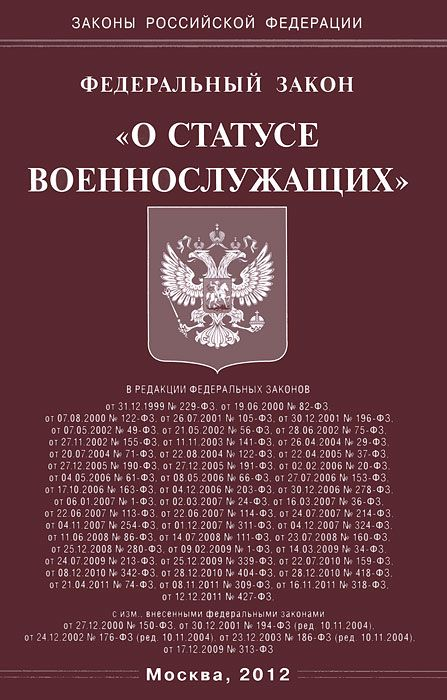 ЗАКОНЫ РОССИЙСКОЙ ФЕДЕРАЦИИ
ФЕДЕРАЛЬНЫЙ ЗАКОН
«О СТАТУСЕ
ВОЕННОСЛУЖАЩИХ»
В РЕДАКЦИИ ФЕДЕРАЛЬНЫХ ЗАКОНОВ
от 31.12.1999 № 229-ФЗ, от 19.06.2000 № 82-ФЗ,
от 07.08.2000 № 122-ФЗ, от 26.07.2001 № 105-ФЗ, от 30.12.2001 № 196-ФЗ,
от 07.05.2002 № 49-ФЗ, от 21.05.2002 № 56-ФЗ, от 28.06.2002 № 75-ФЗ,
от 27.11.2002 № 155-ФЗ, от 11.11.2003 № 141-ФЗ, от 26.04.2004 № 29-ФЗ,
от 20.07.2004 № 71-ФЗ, от 22.08.2004 № 122-ФЗ, от 22.04.2005 № 37-ФЗ,
от 27.12.2005 № 190-ФЗ, от 27.12.2005 № 191-ФЗ, от 02.02.2006 № 20-ФЗ,
от 04.05.2006 № 61-ФЗ, от 08.05.2006 № 66-ФЗ, от 27.07.2006 № 153-ФЗ,
от 17.10.2006 № 163-ФЗ, от 04.12.2006 № 203-ФЗ, от 30.12.2006 № 278-ФЗ,
от 06.01.2007 № 1-ФЗ, от 02.03.2007 № 24-ФЗ, от 16.03.2007 № 36-ФЗ,
от 22.06.2007 № 113-ФЗ, от 22.06.2007 № 114-ФЗ, от 24.07.2007 № 214-ФЗ,
от 04.11.2007 № 254-ФЗ, от 01.12.2007 № 311-ФЗ, от 04.12.2007 № 324-ФЗ,
от 11.06.2008 № 86-ФЗ, от 14.07.2008 № 111-ФЗ, от 23.07.2008 № 160-ФЗ,
от 25.12.2008 № 280-ФЗ, от 09.02.2009 № 1-ФЗ, от 14.03.2009 № 34-ФЗ,
от 24.07.2009 № 213-ФЗ, от 25.12.2009 № 339-ФЗ, от 22.07.2010 № 159-ФЗ,
от 08.12.2010 № 342-ФЗ, от 28.12.2010 № 404-ФЗ, от 28.12.2010 № 418-ФЗ,
от 21.04.2011 № 74-ФЗ, от 08.11.2011 № 309-ФЗ, от 16.11.2011 № 318-ФЗ,
от 12.12.2011 № 427-ФЗ,
с изм., внесенными федеральными законами
от 27.12.2000 № 150-ФЗ, от 30.12.2001 № 194-ФЗ (ред. 10.11.2004),
от 24.12.2002 № 176-ФЗ (ред. 10.11.2004), от 23.12.2003 № 186-ФЗ (ред. 10.11.2004),
от 17.12.2009 № 313-ФЗ
Москва, 2012